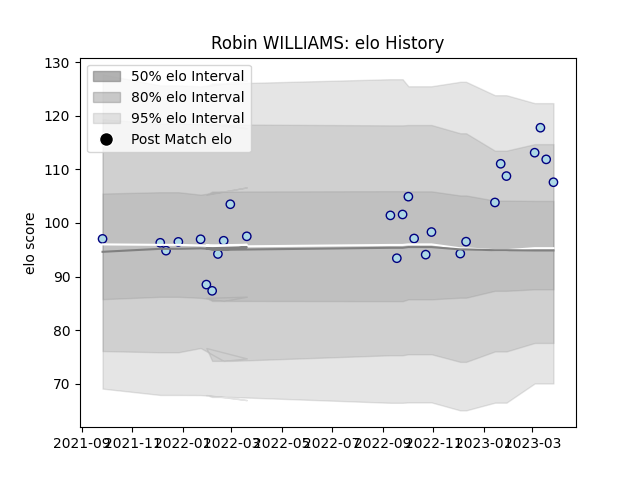 Robin WILLIAMS: elo History
50% elo Interval
80% elo Interval
95% elo Interval
Post Match elo
elo score
130
120
110
100
90
80
70
2021-09 2021-11 2022-01 2022-03 2022-05 2022-07 2022-09 2022-11 2023-01 2023-03